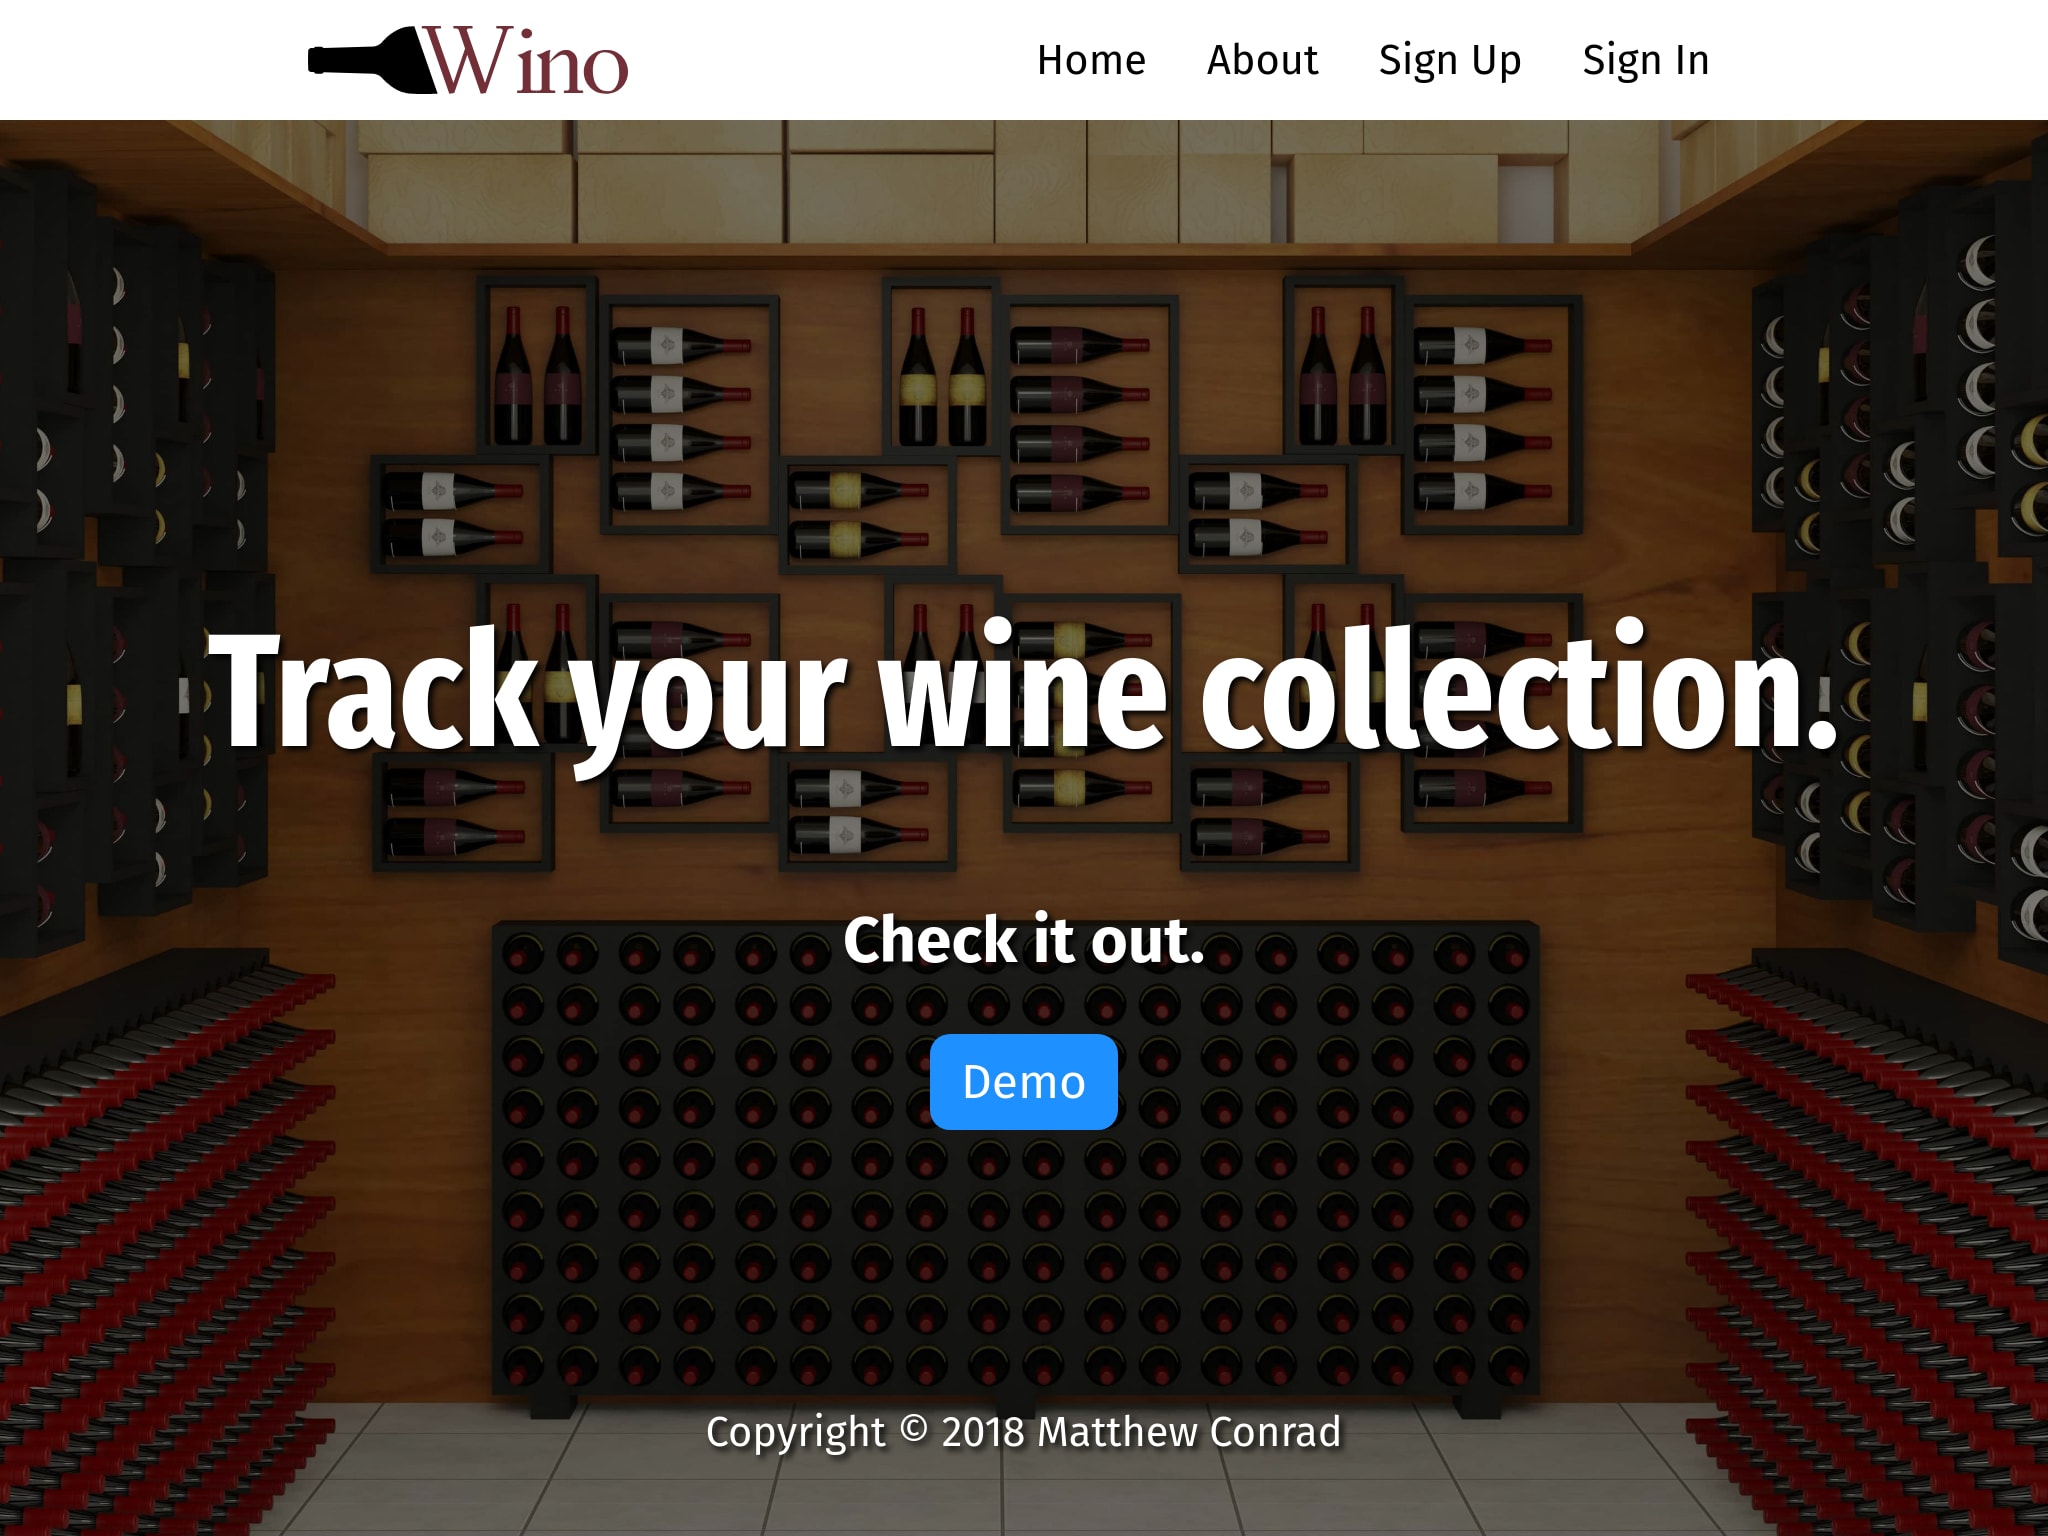 Wino
Home About Sign Up Sign In
Track your wine collection.
Check it out.
Demo
Copyright © 2018 Matthew Conrad